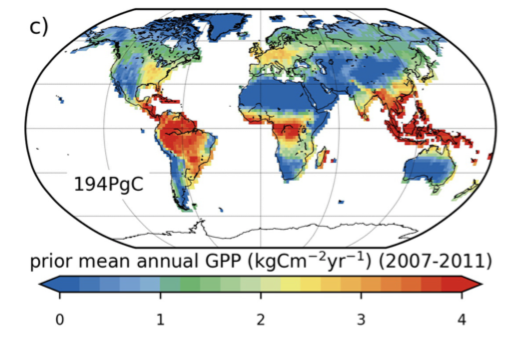 c)
194PgC
prior mean annual GPP (kgCm⁻²yr⁻¹) (2007-2011)
0 1 2 3 4